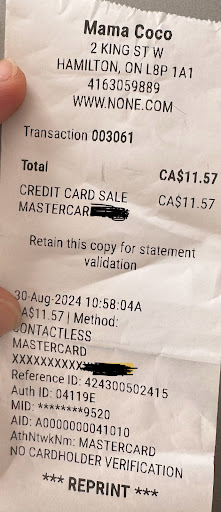 Mama Coco
2 KING ST W
HAMILTON, ON L8P 1A1
4163059889
WWW.NONE.COM
Transaction 003061
Total CA$11.57
CREDIT CARD SALE CA$11.57
MASTERCAR
Retain this copy for statement
validation
30-Aug-2024 10:58:04A
CA$11.57 | Method:
CONTACTLESS
MASTERCARD
XXXXXXXXXX
Reference ID: 424300502415
Auth ID: 04119E
MID: ********9520
AID: A0000000041010
AthNtwkNm: MASTERCARD
NO CARDHOLDER VERIFICATION
*** REPRINT ***